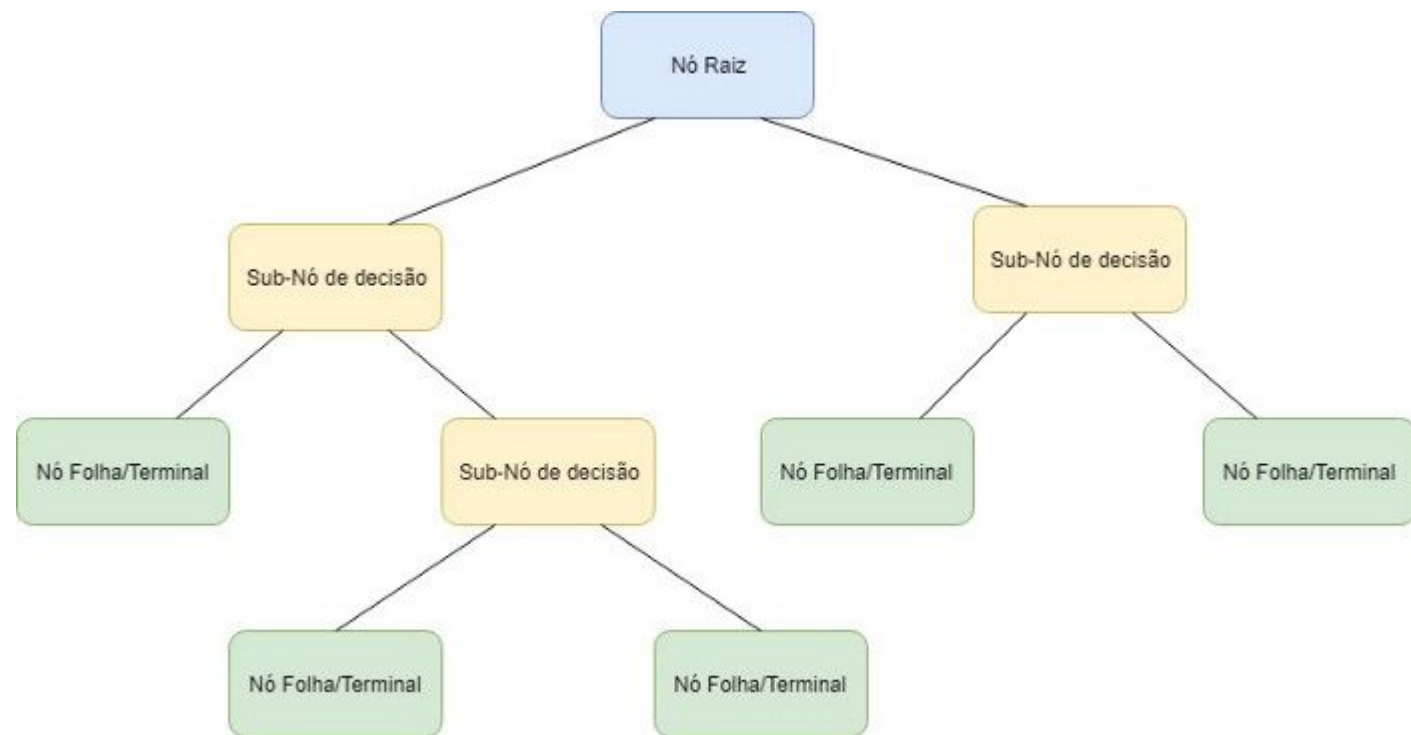 Nó Raiz
Sub-Nó de decisão
Sub-Nó de decisão
Nó Folha/Terminal
Sub-Nó de decisão
Nó Folha/Terminal
Nó Folha/Terminal
Nó Folha/Terminal
Nó Folha/Terminal